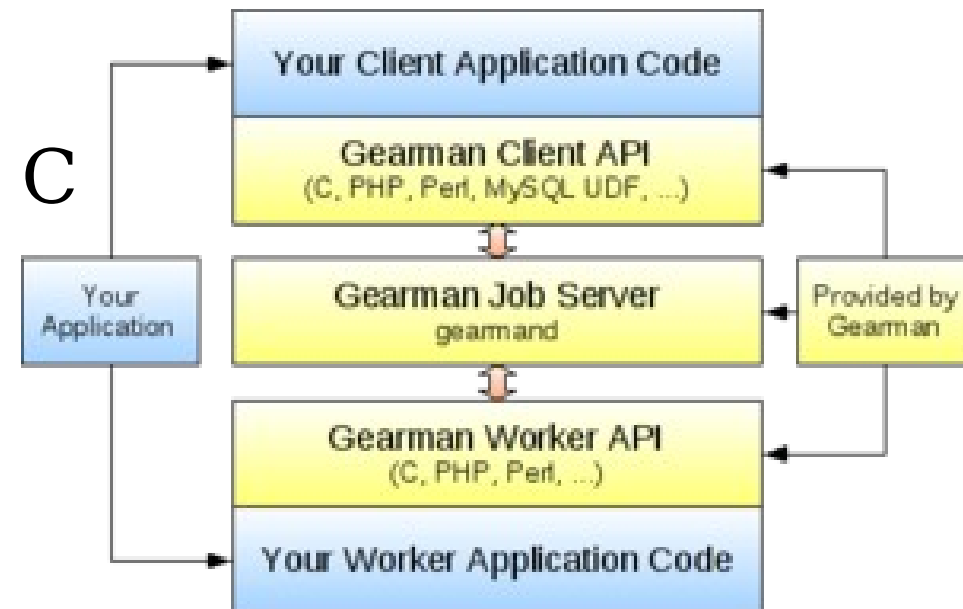 Your Client Application Code
Gearman Client API
(C, PHP, Perl, MySQL UDF, ...)
C
Your
Application
Gearman Job Server
gearmand
Provided by
Gearman
Gearman Worker API
(C, PHP, Perl, ...)
Your Worker Application Code